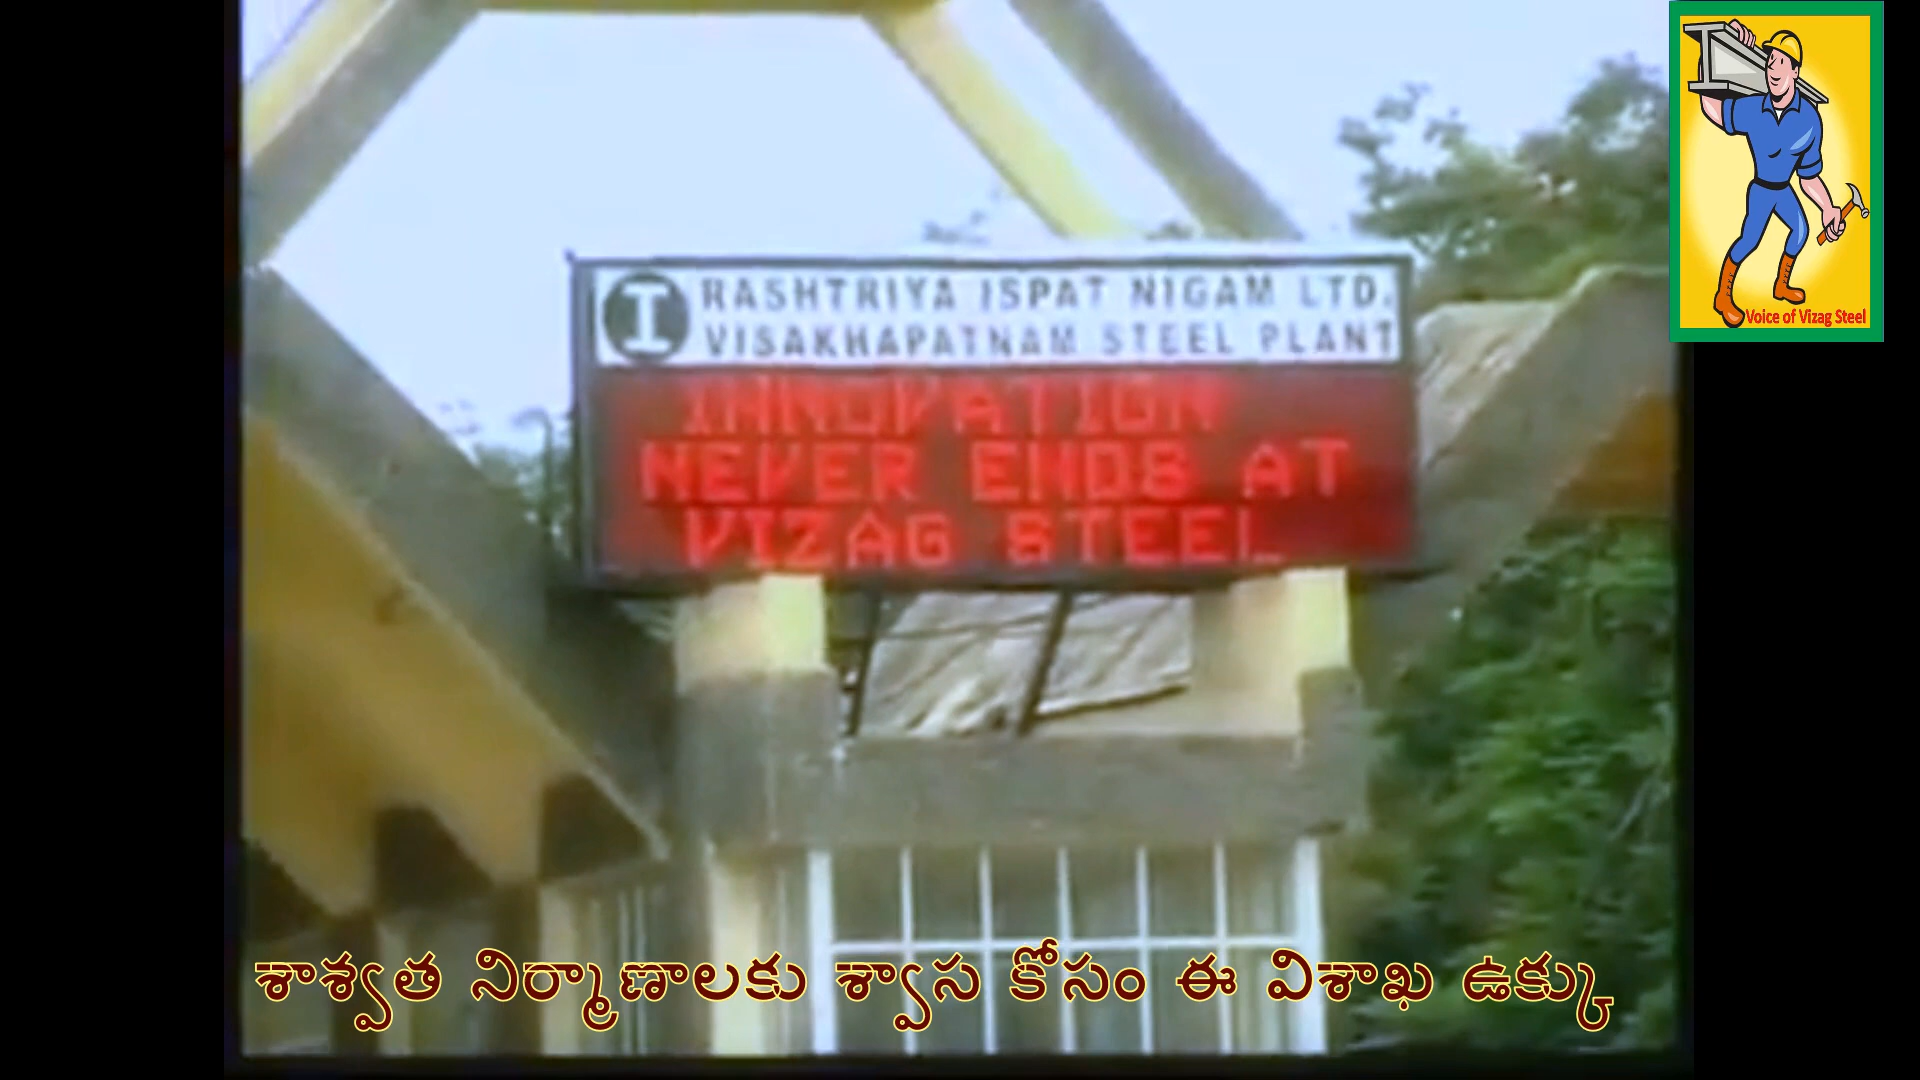 RASHTRIYA ISPAT NIGAM LTD.
VISAKHAPATNAM STEEL PLANT
INNOVATION
NEVER ENDS AT
VIZAG STEEL
Voice of Vizag Steel
శాశ్వత నిర్మాణాలకు శ్వాస కోసం ఈ విశాఖ ఉక్కు